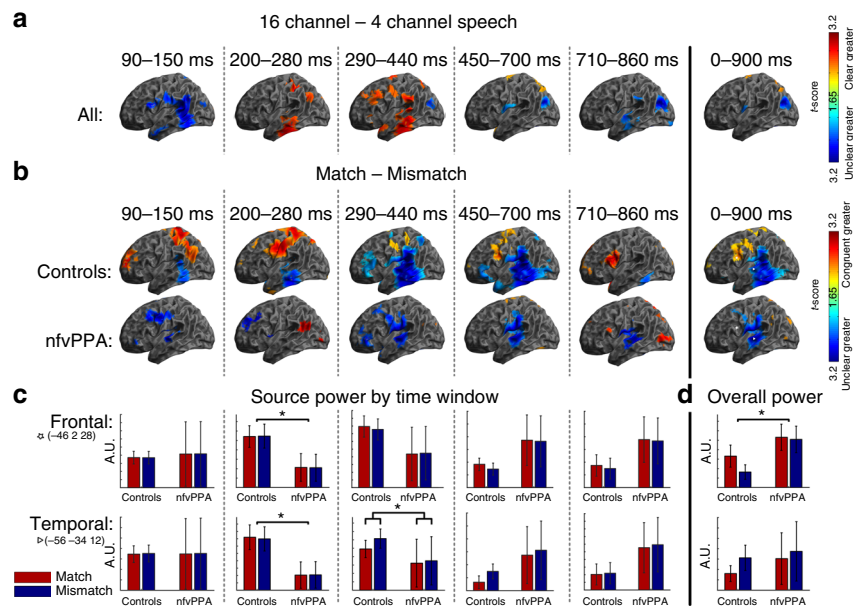 a
16 channel – 4 channel speech
90–150 ms 200–280 ms 290–440 ms 450–700 ms 710–860 ms 0–900 ms
All:
3.2 1.65 3.2
t-score
Unclear greater Clear greater
b
Match – Mismatch
90–150 ms 200–280 ms 290–440 ms 450–700 ms 710–860 ms 0–900 ms
Controls:
nfvPPA:
3.2 1.65 3.2
t-score
Unclear greater Congruent greater
c Source power by time window d Overall power
Frontal:
(–46 2 28)
A.U. * * A.U.
Controls nfvPPA Controls nfvPPA Controls nfvPPA Controls nfvPPA Controls nfvPPA Controls nfvPPA
Temporal:
(–56 –34 12)
A.U. * * A.U.
Match
Mismatch
Controls nfvPPA Controls nfvPPA Controls nfvPPA Controls nfvPPA Controls nfvPPA Controls nfvPPA